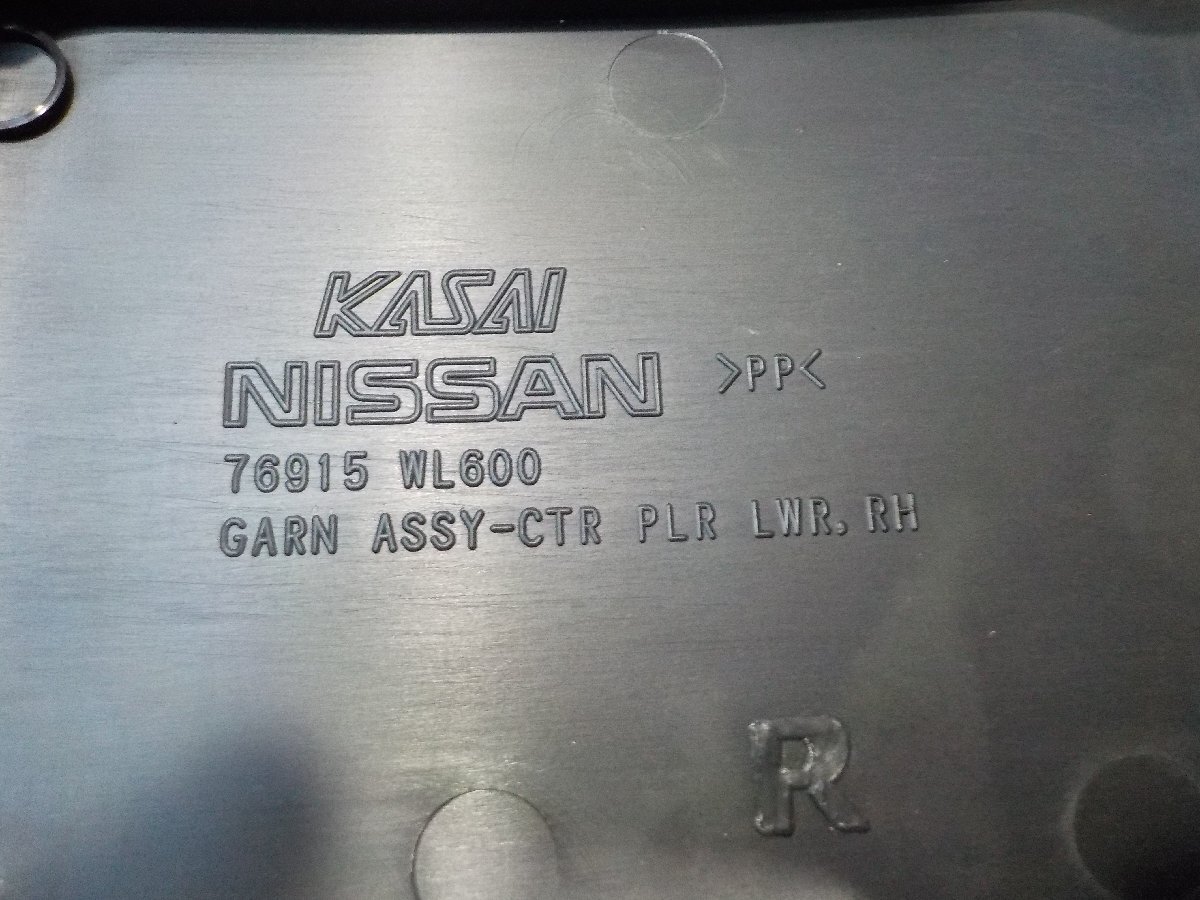 KASAI
NISSAN >PP<
76915 WL600
GARN ASSY-CTR PLR LWR, RH
R